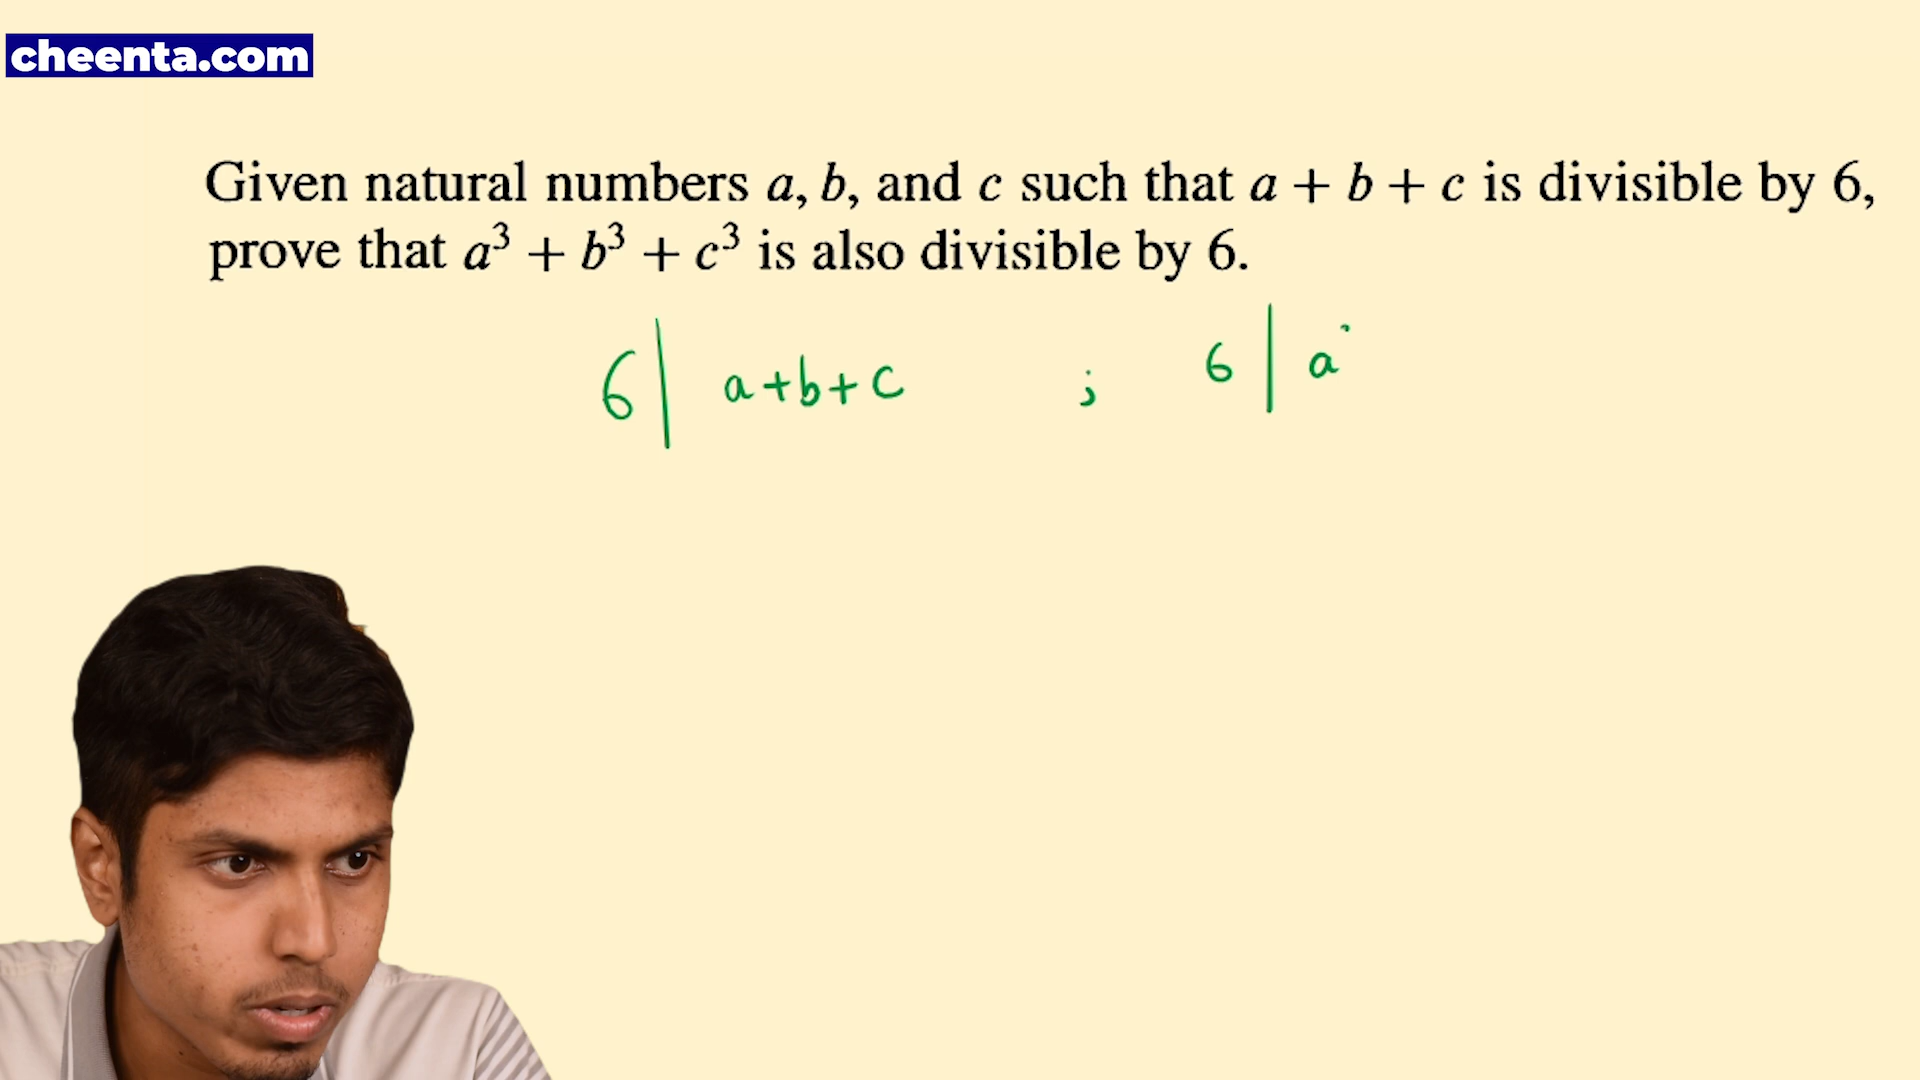 cheenta.com
Given natural numbers a, b, and c such that a + b + c is divisible by 6,
prove that a³ + b³ + c³ is also divisible by 6.
6 | a+b+c ; 6 | a